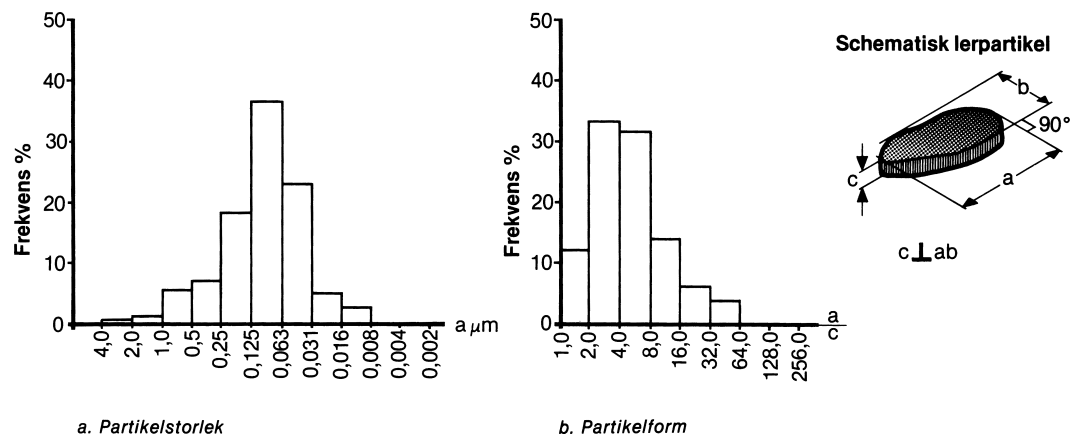 50
40
30
20
10
0
Frekvens %
4,0 2,0 1,0 0,5 0,25 0,125 0,063 0,031 0,016 0,008 0,004 0,002
a μm
a. Partikelstorlek
50
40
30
20
10
0
Frekvens %
1,0 2,0 4,0 8,0 16,0 32,0 64,0 128,0 256,0
a
c
b. Partikelform
Schematisk lerpartikel
b
90°
c
a
c⊥ab